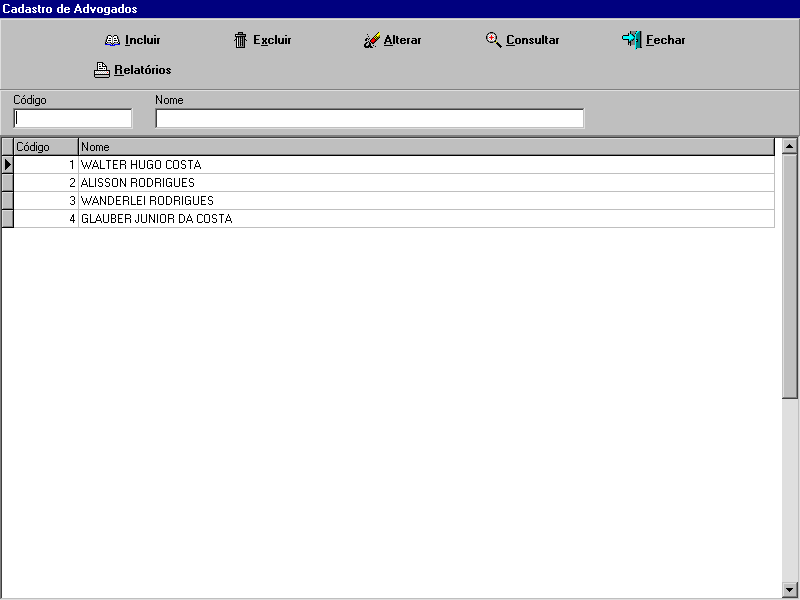 Cadastro de Advogados
Incluir Excluir Alterar Consultar Fechar
Relatórios
Código Nome
Código Nome
1 WALTER HUGO COSTA
2 ALISSON RODRIGUES
3 WANDERLEI RODRIGUES
4 GLAUBER JUNIOR DA COSTA